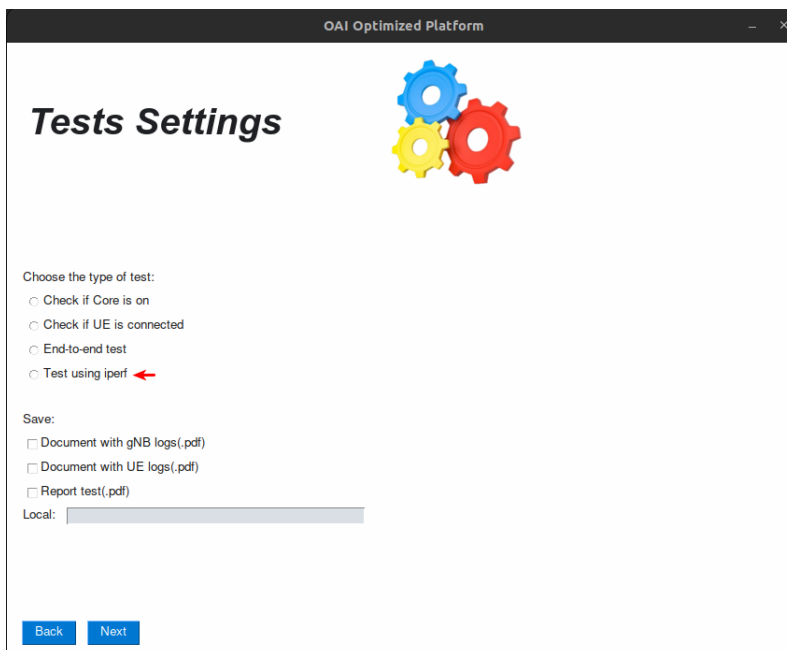 OAI Optimized Platform
Tests Settings
Choose the type of test:
Check if Core is on
Check if UE is connected
End-to-end test
Test using iperf
Save:
Document with gNB logs(.pdf)
Document with UE logs(.pdf)
Report test(.pdf)
Local:
Back Next